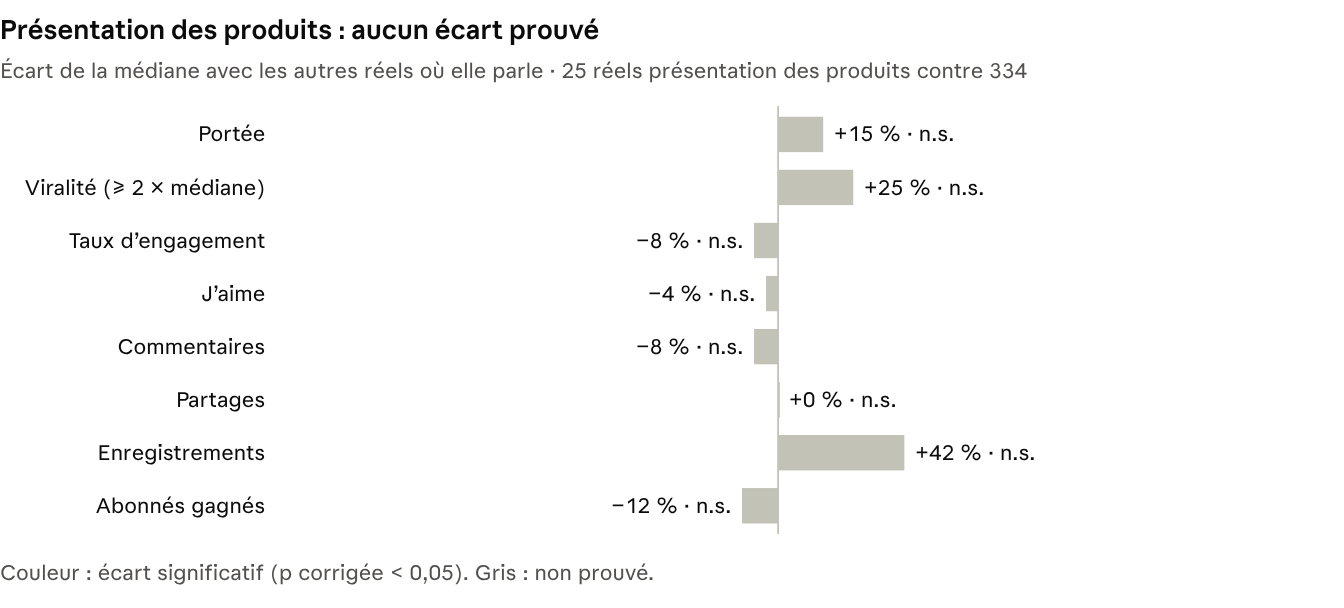 Présentation des produits : aucun écart prouvé
Écart de la médiane avec les autres réels où elle parle · 25 réels présentation des produits contre 334
Portée +15 % · n.s.
Viralité (≥ 2 × médiane) +25 % · n.s.
Taux d’engagement −8 % · n.s.
J’aime −4 % · n.s.
Commentaires −8 % · n.s.
Partages +0 % · n.s.
Enregistrements +42 % · n.s.
Abonnés gagnés −12 % · n.s.
Couleur : écart significatif (p corrigée < 0,05). Gris : non prouvé.